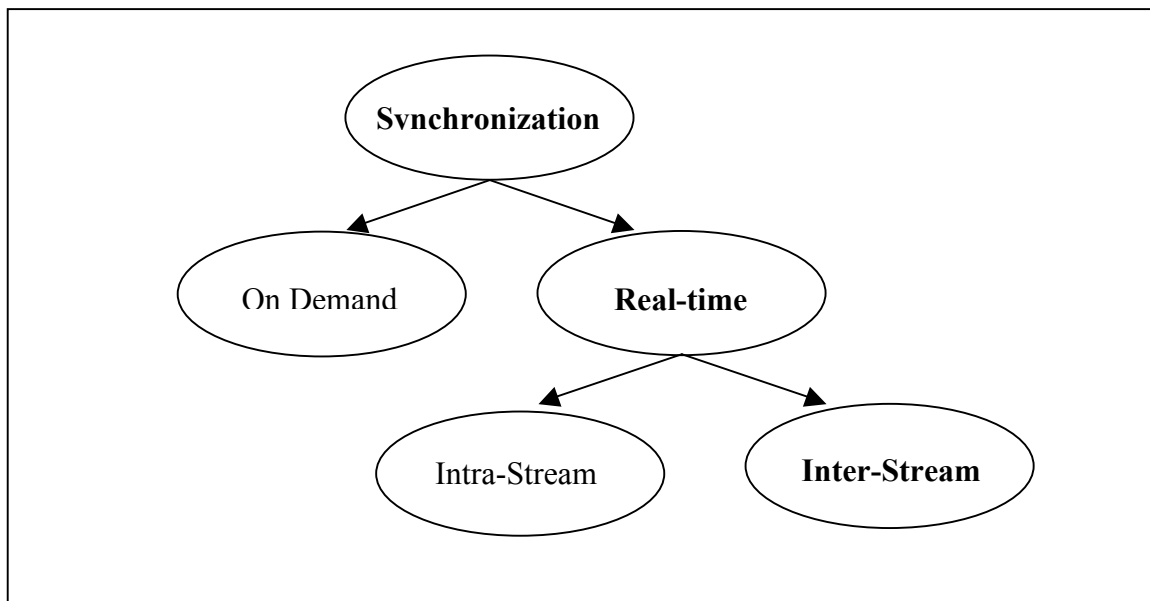 Synchronization
On Demand
Real-time
Intra-Stream
Inter-Stream